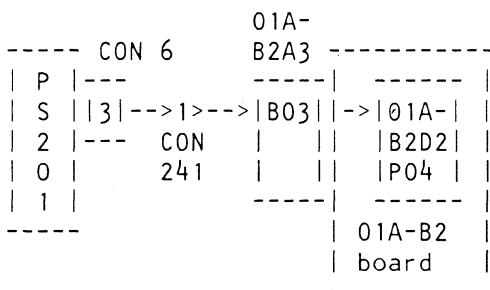 01A-
----- CON 6 B2A3 -----------
| P |--- -----| ------ |
| S ||3|-->1>-->|B03||->|01A-| |
| 2 |--- CON | || |B2D2| |
| 0 | 241 | || |P04 | |
| 1 | -----| ------ |
----- | 01A-B2 |
| board |